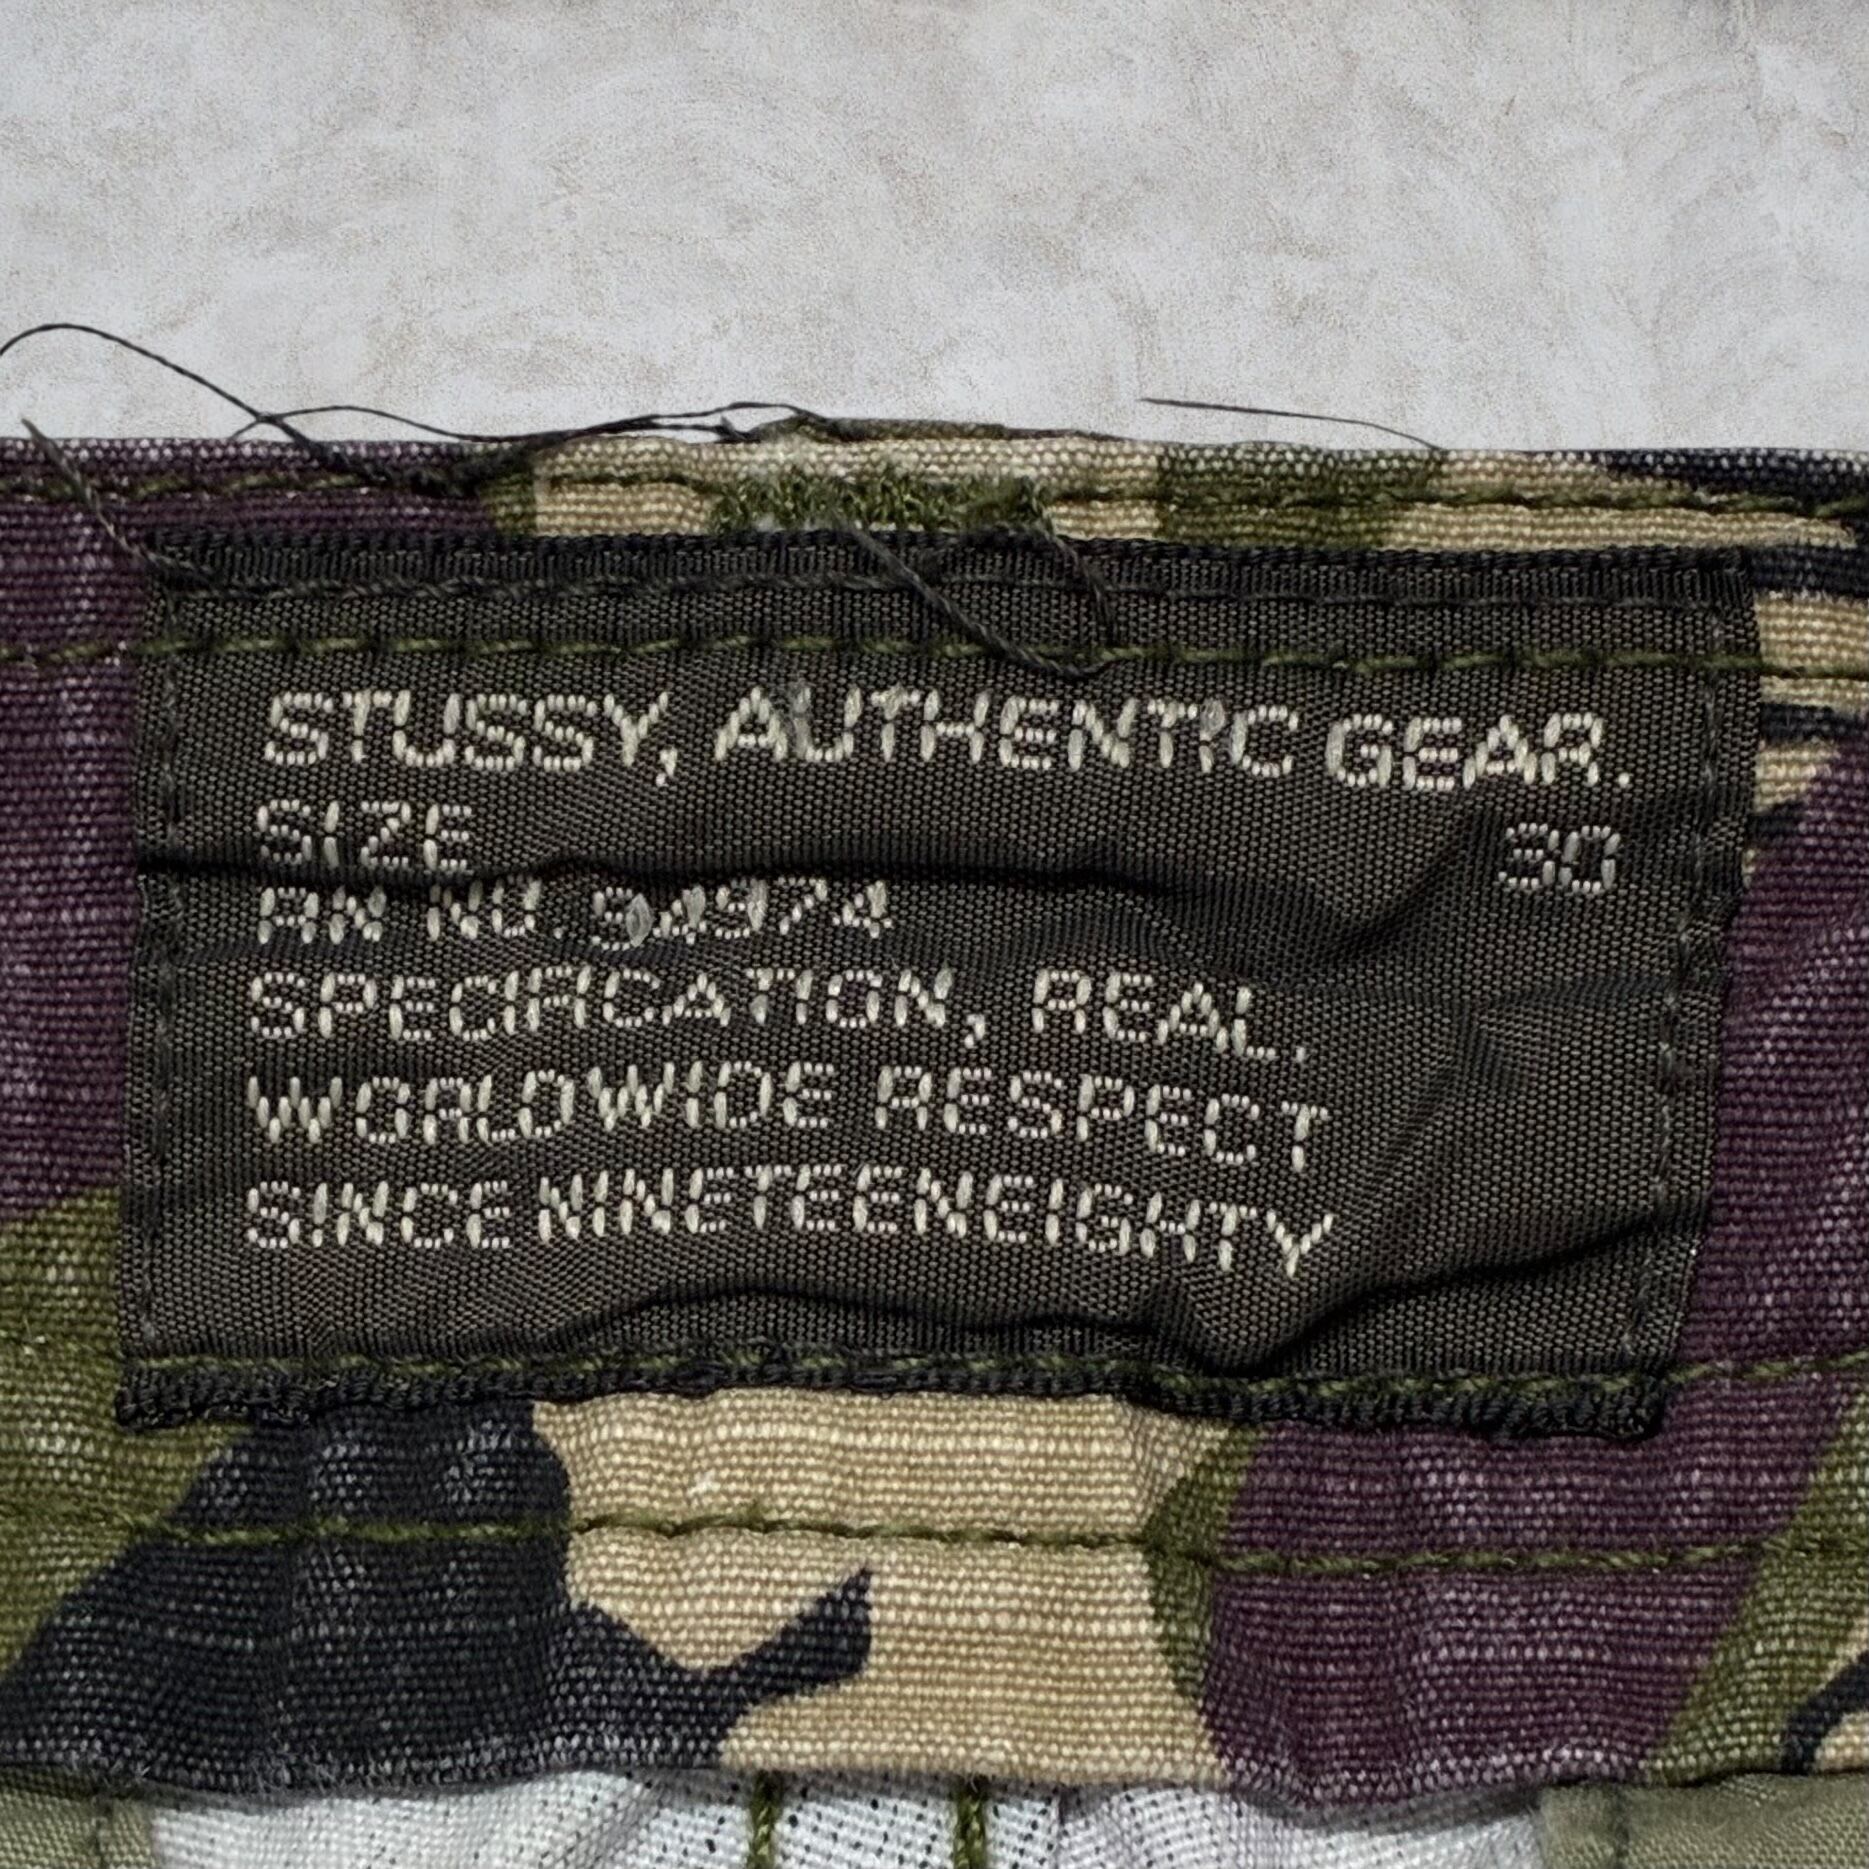 STUSSY, AUTHENTIC GEAR.
SIZE 30
RN NO. 94974
SPECIFICATION, REAL.
WORLDWIDE RESPECT
SINCE NINETEENEIGHTY